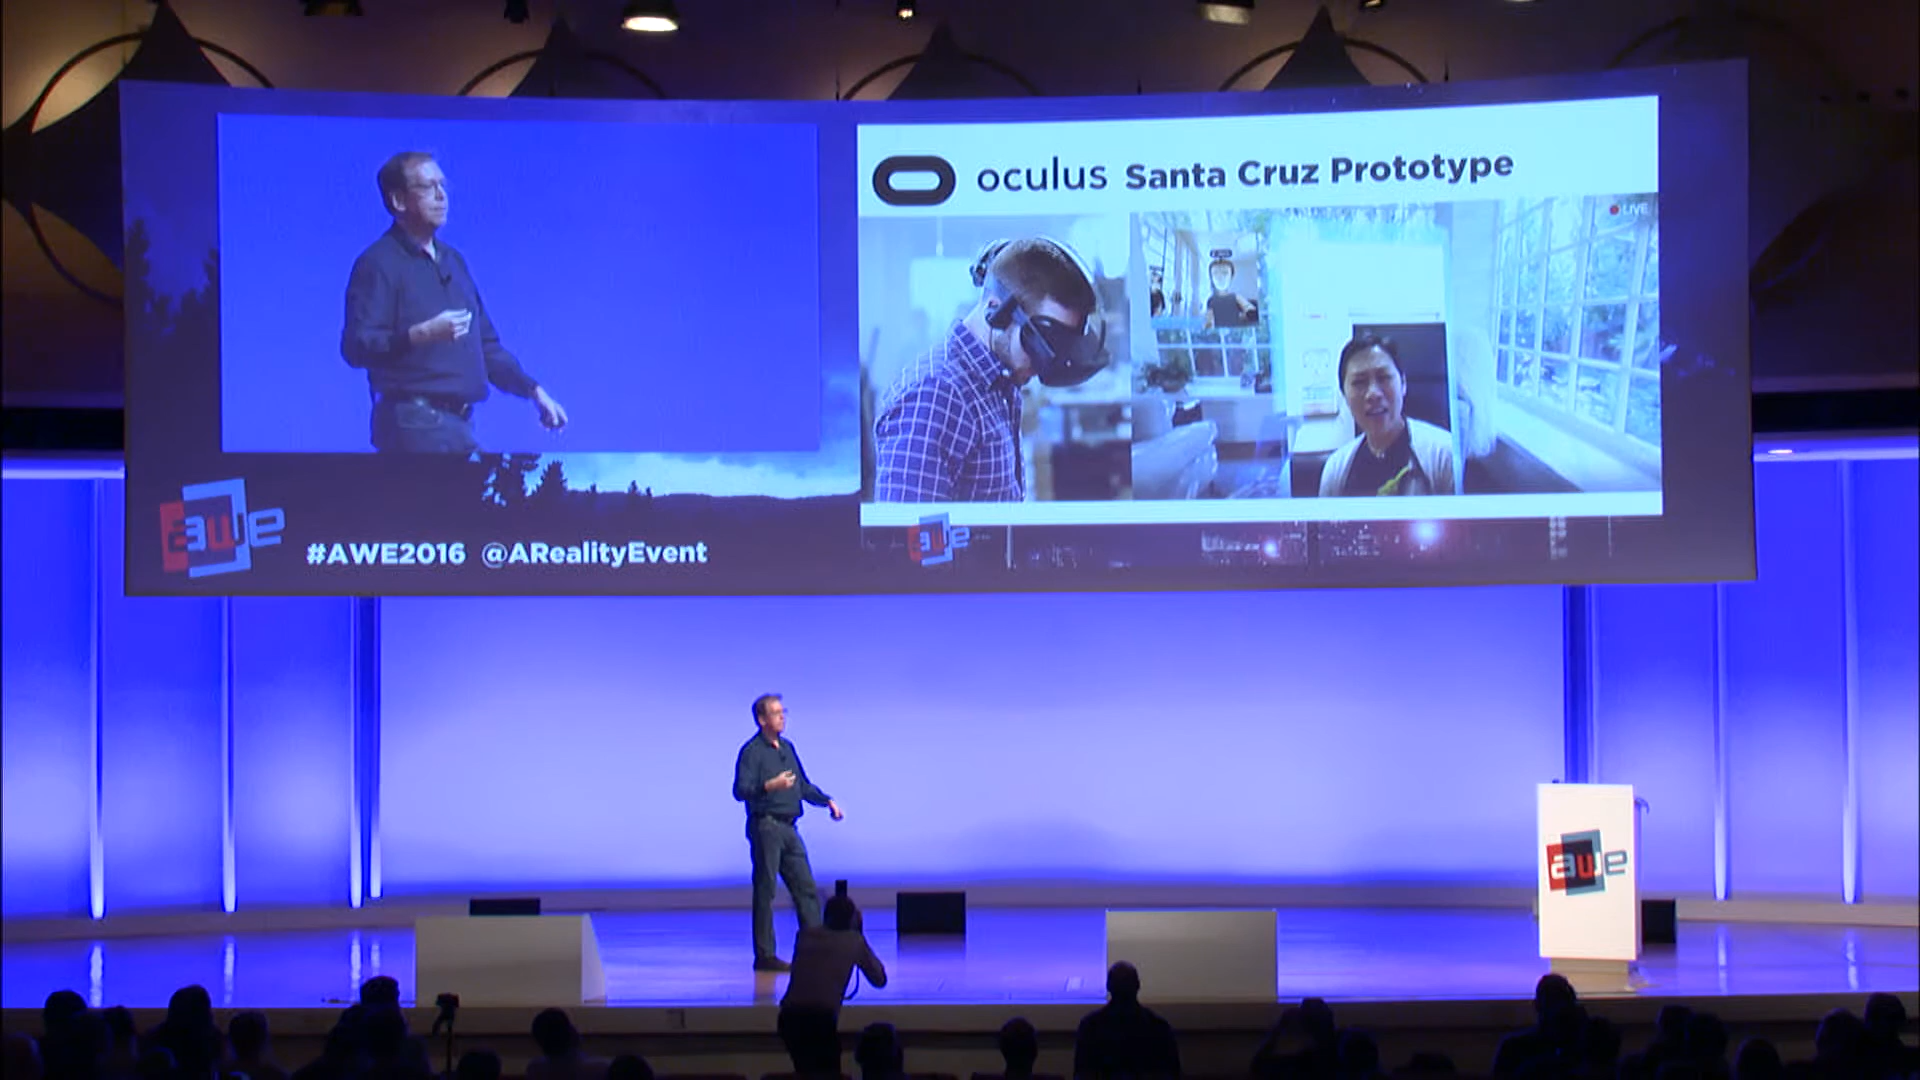 oculus Santa Cruz Prototype
LIVE
awe
#AWE2016 @ARealityEvent
awe
awe